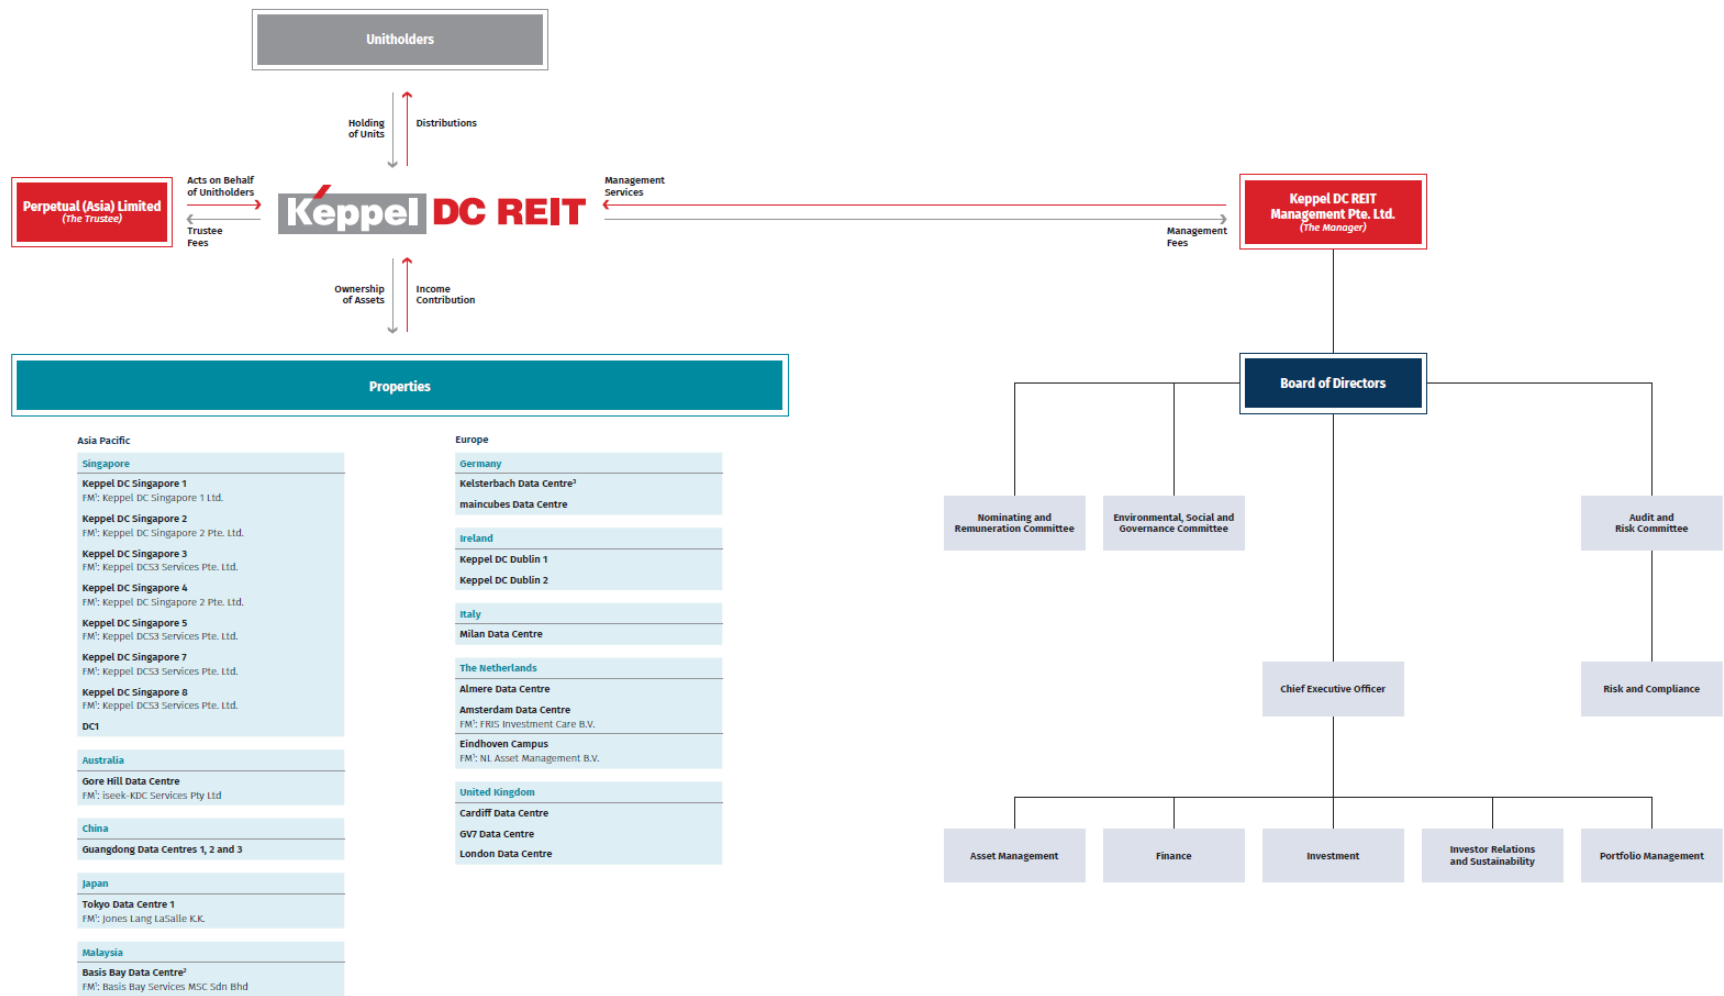 Unitholders
Holding
of Units
Distributions
Perpetual (Asia) Limited
(The Trustee)
Acts on Behalf
of Unitholders
Trustee
Fees
Keppel DC REIT
Management
Services
Management
Fees
Keppel DC REIT
Management Pte. Ltd.
(The Manager)
Ownership
of Assets
Income
Contribution
Properties
Asia Pacific
Singapore
Keppel DC Singapore 1
FM¹: Keppel DC Singapore 1 Ltd.
Keppel DC Singapore 2
FM¹: Keppel DC Singapore 2 Pte. Ltd.
Keppel DC Singapore 3
FM¹: Keppel DCS3 Services Pte. Ltd.
Keppel DC Singapore 4
FM¹: Keppel DC Singapore 2 Pte. Ltd.
Keppel DC Singapore 5
FM¹: Keppel DCS3 Services Pte. Ltd.
Keppel DC Singapore 7
FM¹: Keppel DCS3 Services Pte. Ltd.
Keppel DC Singapore 8
FM¹: Keppel DCS3 Services Pte. Ltd.
DC1
Australia
Gore Hill Data Centre
FM¹: iseek-KDC Services Pty Ltd
China
Guangdong Data Centres 1, 2 and 3
Japan
Tokyo Data Centre 1
FM¹: Jones Lang LaSalle K.K.
Malaysia
Basis Bay Data Centre²
FM¹: Basis Bay Services MSC Sdn Bhd
Europe
Germany
Kelsterbach Data Centre³
maincubes Data Centre
Ireland
Keppel DC Dublin 1
Keppel DC Dublin 2
Italy
Milan Data Centre
The Netherlands
Almere Data Centre
Amsterdam Data Centre
FM¹: FRIS Investment Care B.V.
Eindhoven Campus
FM¹: NL Asset Management B.V.
United Kingdom
Cardiff Data Centre
GV7 Data Centre
London Data Centre
Board of Directors
Nominating and
Remuneration Committee
Environmental, Social and
Governance Committee
Audit and
Risk Committee
Chief Executive Officer
Risk and Compliance
Asset Management
Finance
Investment
Investor Relations
and Sustainability
Portfolio Management